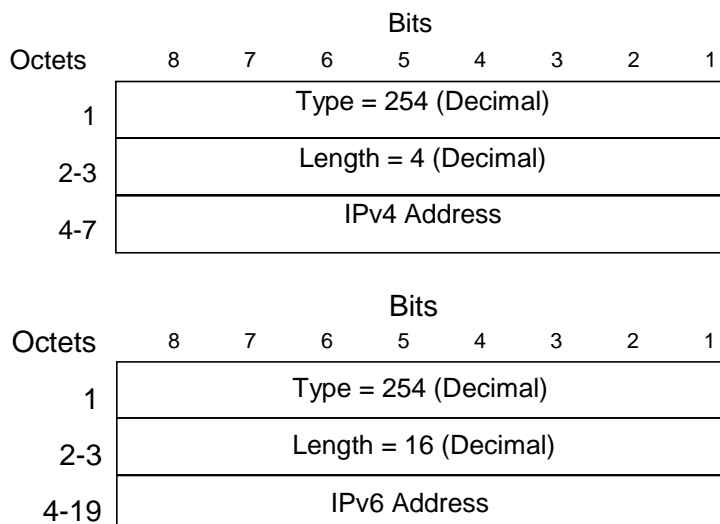 Bits
Octets 8 7 6 5 4 3 2 1
1 Type = 254 (Decimal)
2-3 Length = 4 (Decimal)
4-7 IPv4 Address
Bits
Octets 8 7 6 5 4 3 2 1
1 Type = 254 (Decimal)
2-3 Length = 16 (Decimal)
4-19 IPv6 Address